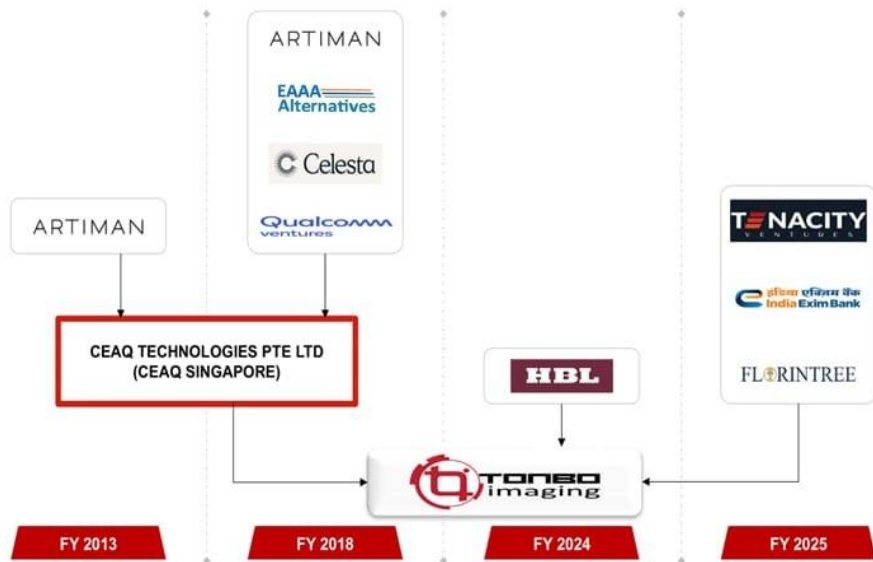 ARTIMAN
ARTIMAN
EAAA
Alternatives
Celesta
Qualcomm
ventures
CEAQ TECHNOLOGIES PTE LTD
(CEAQ SINGAPORE)
HBL
TENACITY
VENTURES
इंडिया एक्ज़िम बैंक
India Exim Bank
FLORINTREE
TONBO
imaging
FY 2013
FY 2018
FY 2024
FY 2025